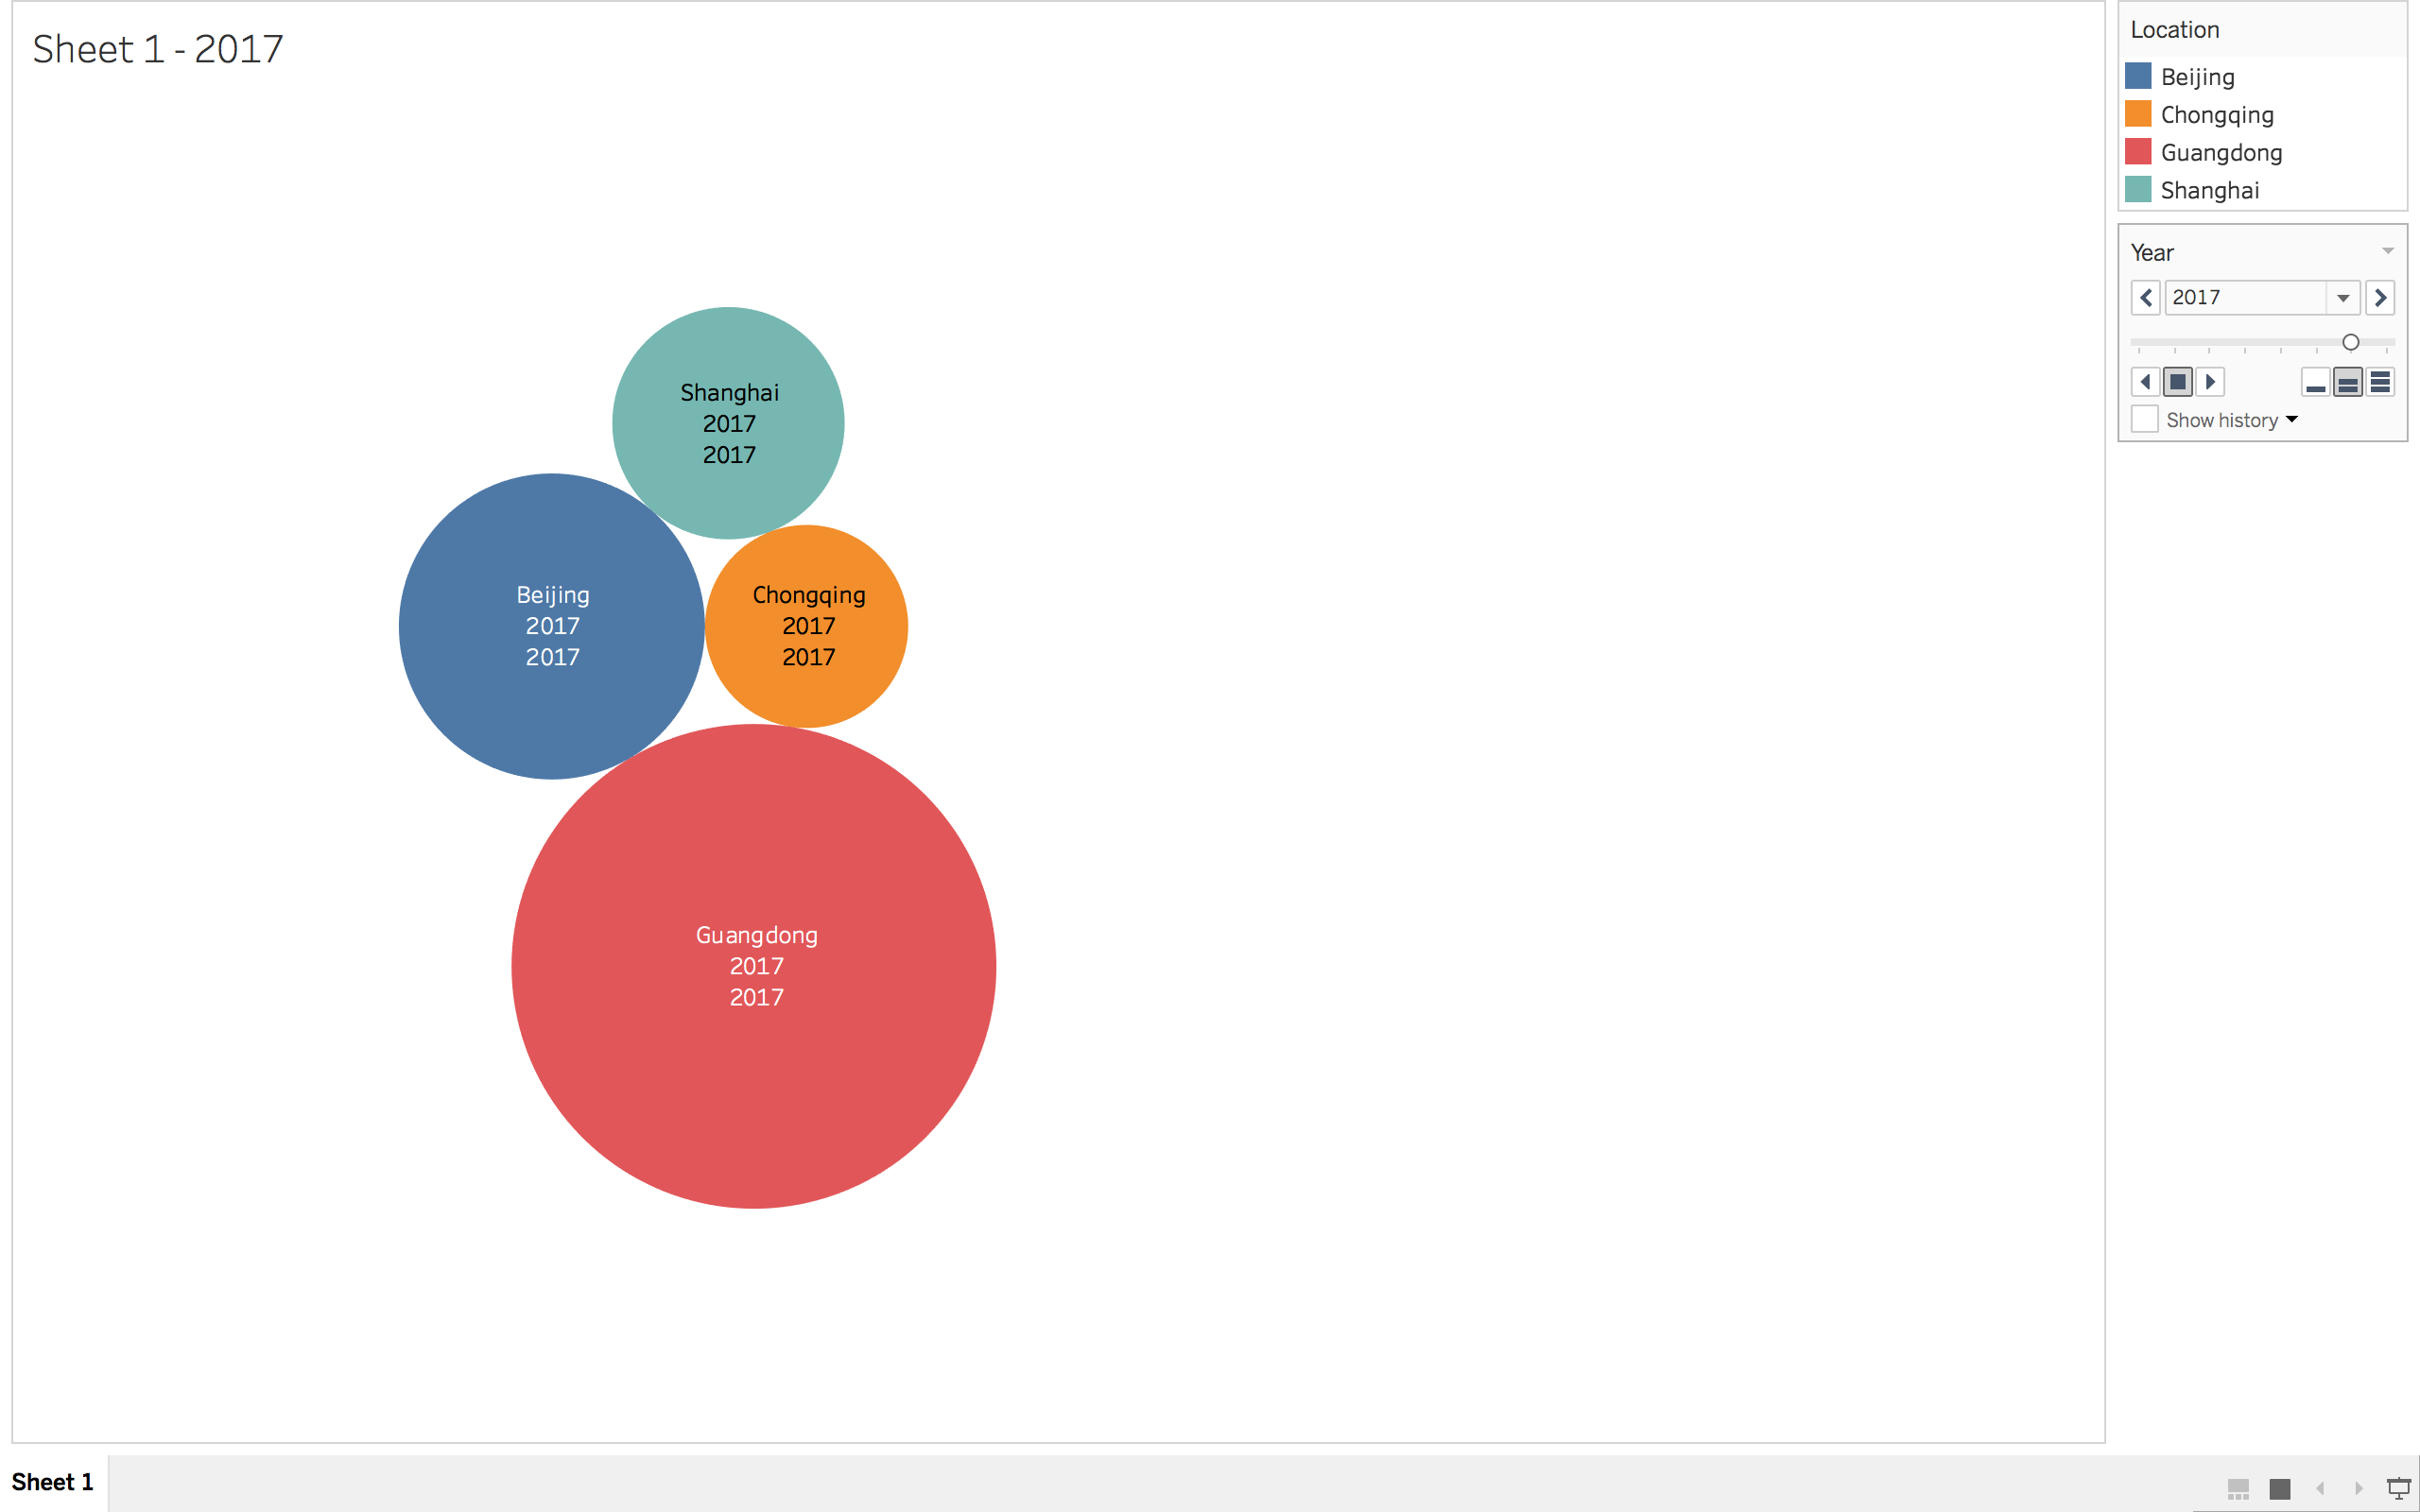 Sheet 1 - 2017
Shanghai
2017
2017
Beijing
2017
2017
Chongqing
2017
2017
Guangdong
2017
2017
Location
Beijing
Chongqing
Guangdong
Shanghai
Year
2017
Show history
Sheet 1